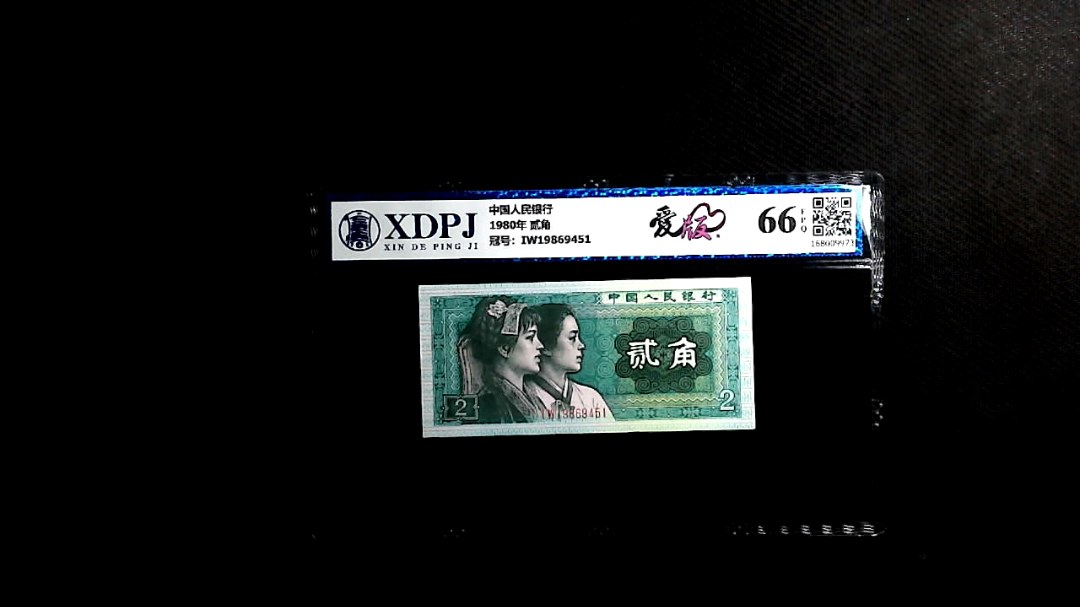 XDPJ
XIN DE PING JI
中国人民银行
1980年 贰角
冠号：IW19869451
爱版
66
EPQ
168009973
中国人民银行
贰角
2
IW19869451
2